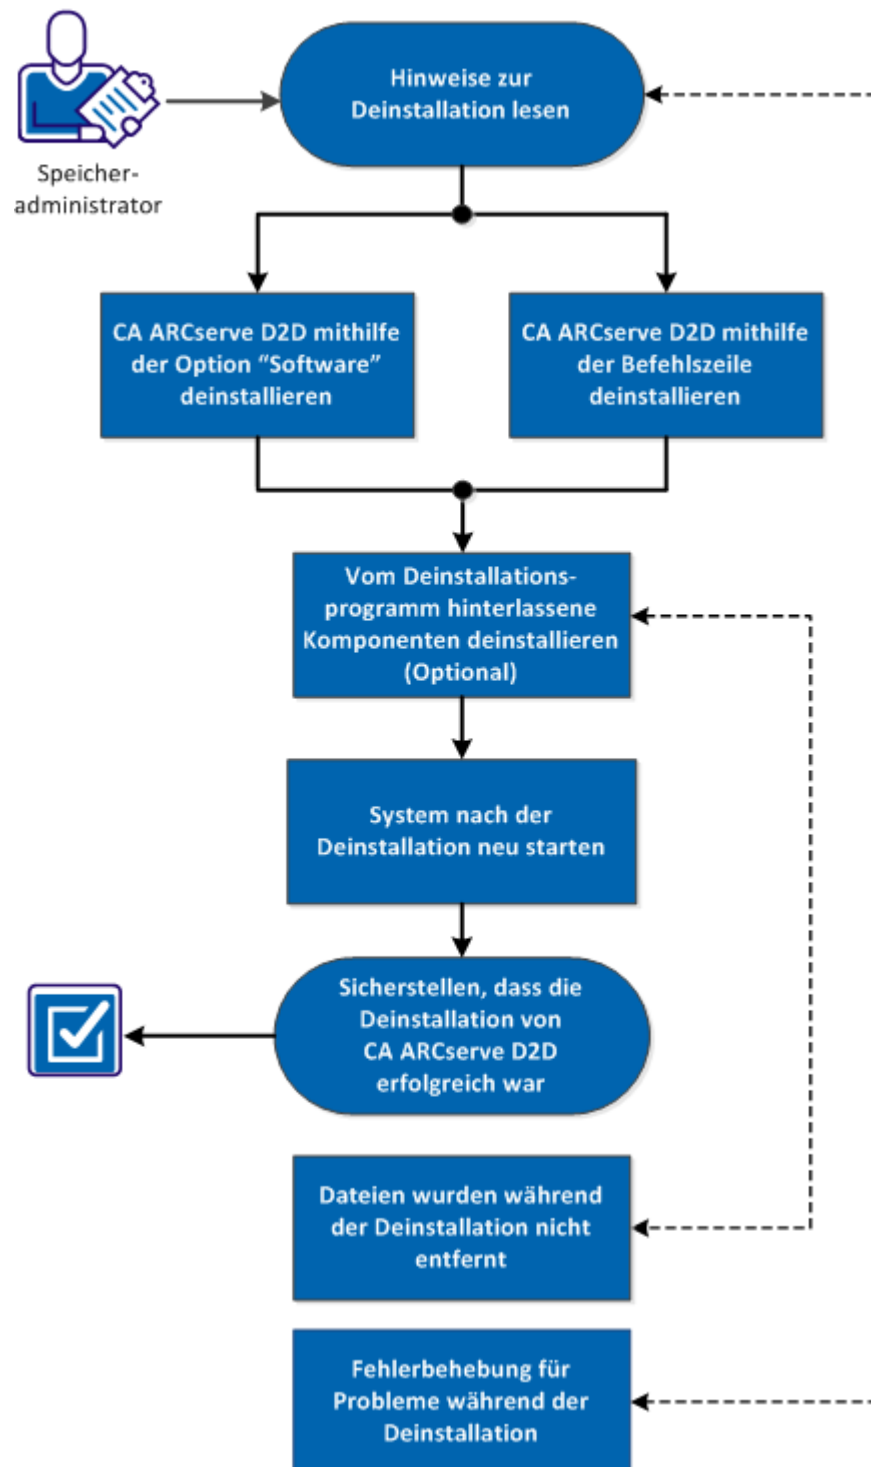 Hinweise zur
Deinstallation lesen
Speicher-
administrator
CA ARCserve D2D mithilfe
der Option “Software”
deinstallieren
CA ARCserve D2D mithilfe
der Befehlszeile
deinstallieren
Vom Deinstallations-
programm hinterlassene
Komponenten deinstallieren
(Optional)
System nach der
Deinstallation neu starten
Sicherstellen, dass die
Deinstallation von
CA ARCserve D2D
erfolgreich war
Dateien wurden während
der Deinstallation nicht
entfernt
Fehlerbehebung für
Probleme während der
Deinstallation